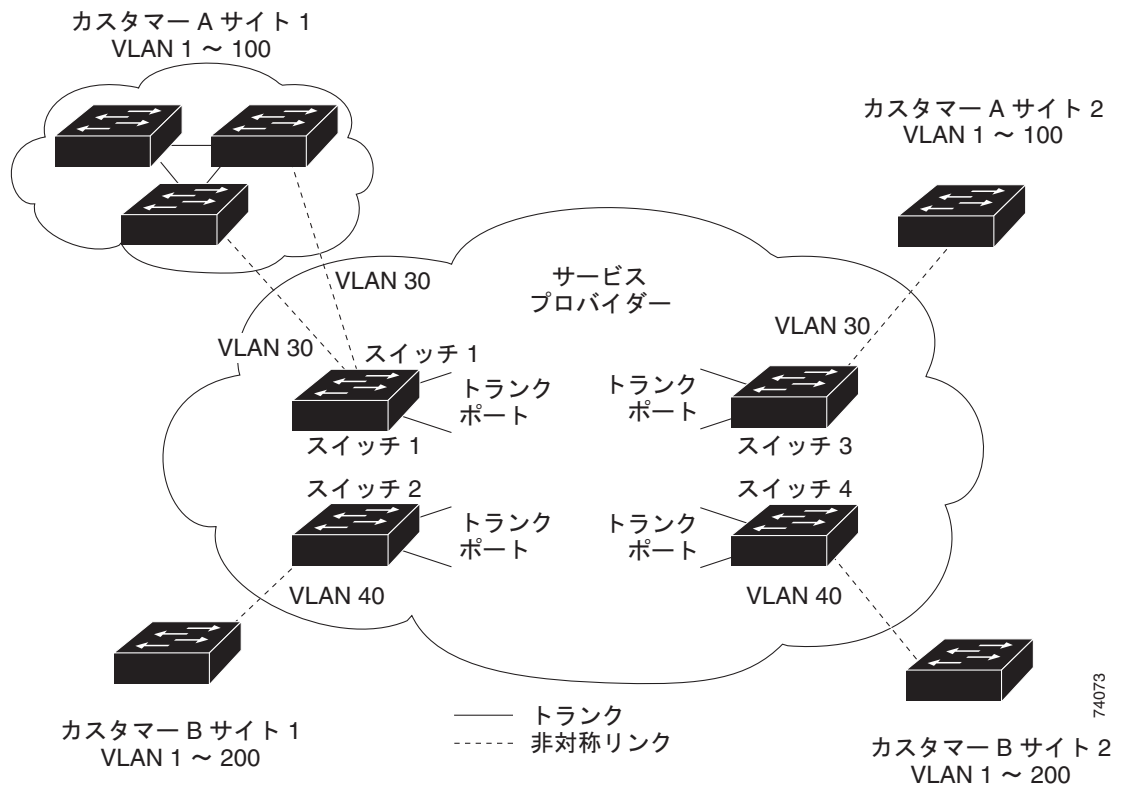 カスタマー A サイト 1
VLAN 1 ～ 100
カスタマー A サイト 2
VLAN 1 ～ 100
VLAN 30
サービス
プロバイダー
VLAN 30
VLAN 30
スイッチ 1
トランク
ポート
トランク
ポート
スイッチ 1
スイッチ 3
スイッチ 2
スイッチ 4
トランク
ポート
トランク
ポート
VLAN 40
VLAN 40
74073
カスタマー B サイト 1
VLAN 1 ～ 200
トランク
非対称リンク
カスタマー B サイト 2
VLAN 1 ～ 200